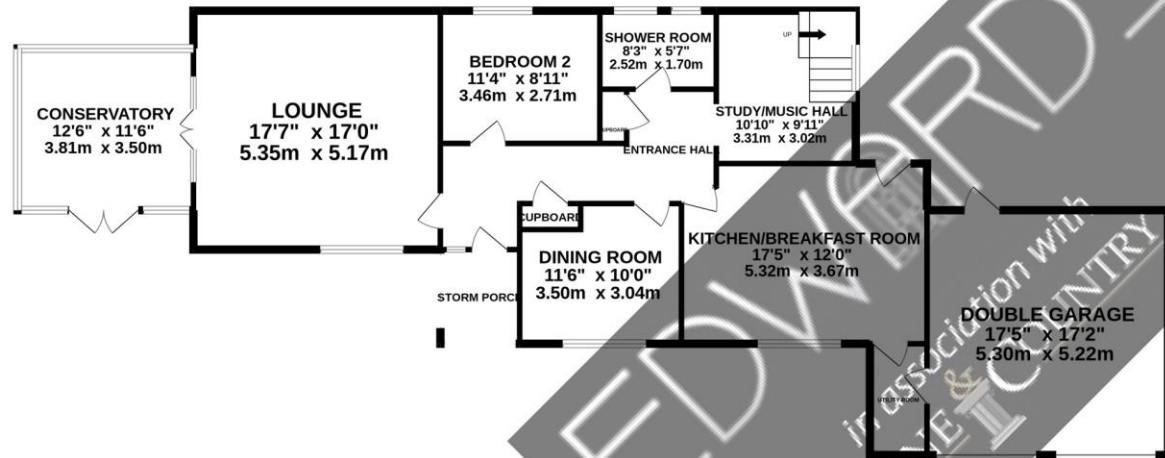 CONSERVATORY
12'6" x 11'6"
3.81m x 3.50m
LOUNGE
17'7" x 17'0"
5.35m x 5.17m
BEDROOM 2
11'4" x 8'11"
3.46m x 2.71m
SHOWER ROOM
8'3" x 5'7"
2.52m x 1.70m
UP
STUDY/MUSIC HALL
10'10" x 9'11"
3.31m x 3.02m
UPBOARD
ENTRANCE HAL
CUPBOARD
DINING ROOM
11'6" x 10'0"
3.50m x 3.04m
STORM PORC
KITCHEN/BREAKFAST ROOM
17'5" x 12'0"
5.32m x 3.67m
UTILITY ROOM
DOUBLE GARAGE
17'5" x 17'2"
5.30m x 5.22m
EDWARD
in association with
NE & COUNTRY